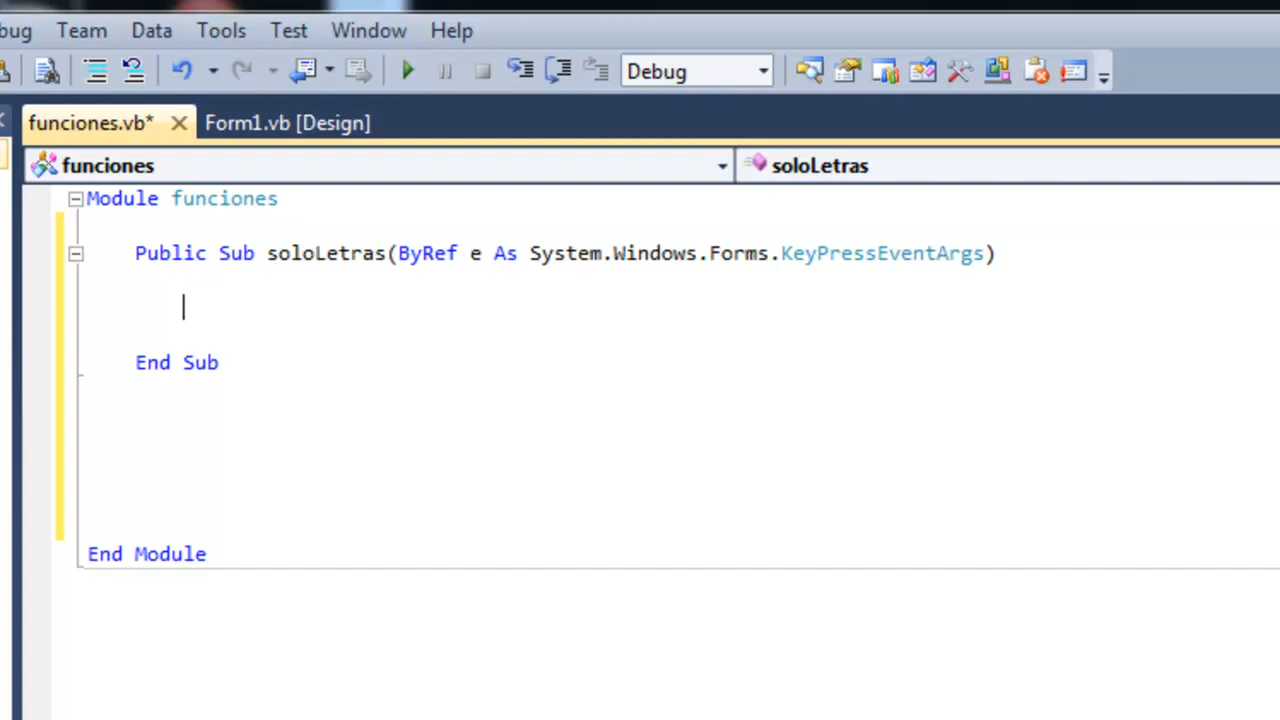 Team Data Tools Test Window Help
Debug
funciones.vb* Form1.vb [Design]
funciones soloLetras
Module funciones
Public Sub soloLetras(ByRef e As System.Windows.Forms.KeyPressEventArgs)
End Sub
End Module